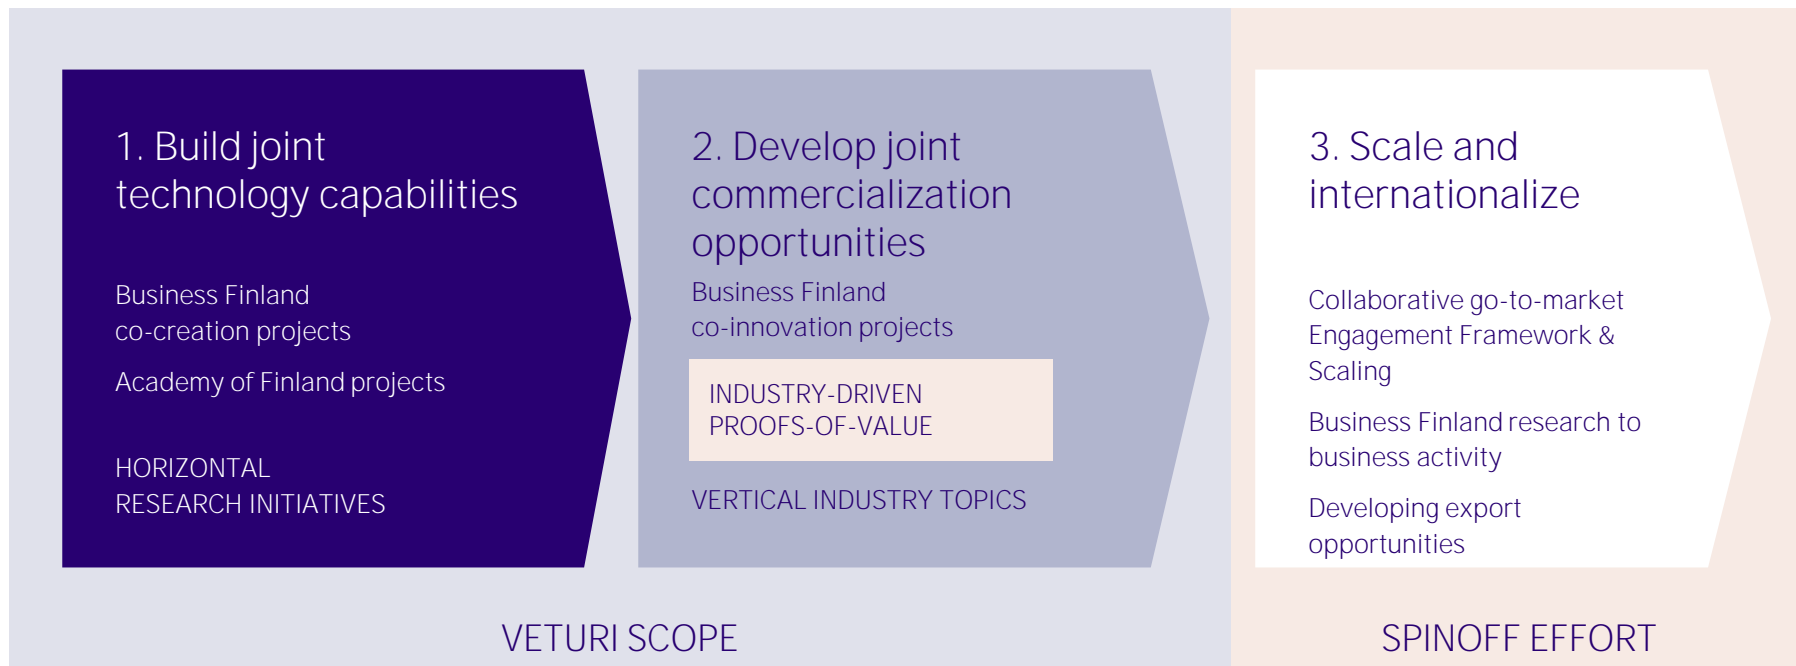 1. Build joint
technology capabilities
Business Finland
co-creation projects
Academy of Finland projects
HORIZONTAL
RESEARCH INITIATIVES
2. Develop joint
commercialization
opportunities
Business Finland
co-innovation projects
INDUSTRY-DRIVEN
PROOFS-OF-VALUE
VERTICAL INDUSTRY TOPICS
3. Scale and
internationalize
Collaborative go-to-market
Engagement Framework &
Scaling
Business Finland research to
business activity
Developing export
opportunities
VETURI SCOPE
SPINOFF EFFORT